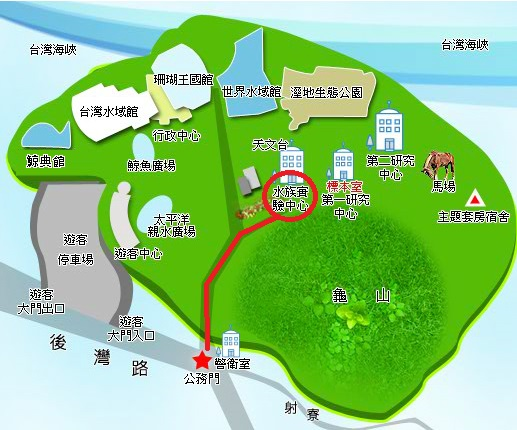 台灣海峽
台灣海峽
珊瑚王國館
世界水域館
溼地生態公園
台灣水域館
行政中心
鯨典館
鯨魚廣場
天文台
第二研究
中心
馬場
水族實
驗中心
標本室
第一研究
中心
主題套房宿舍
太平洋
親水廣場
遊客中心
遊客
停車場
龜山
遊客
大門出口
遊客
大門入口
後灣路
警衛室
公務門
射寮